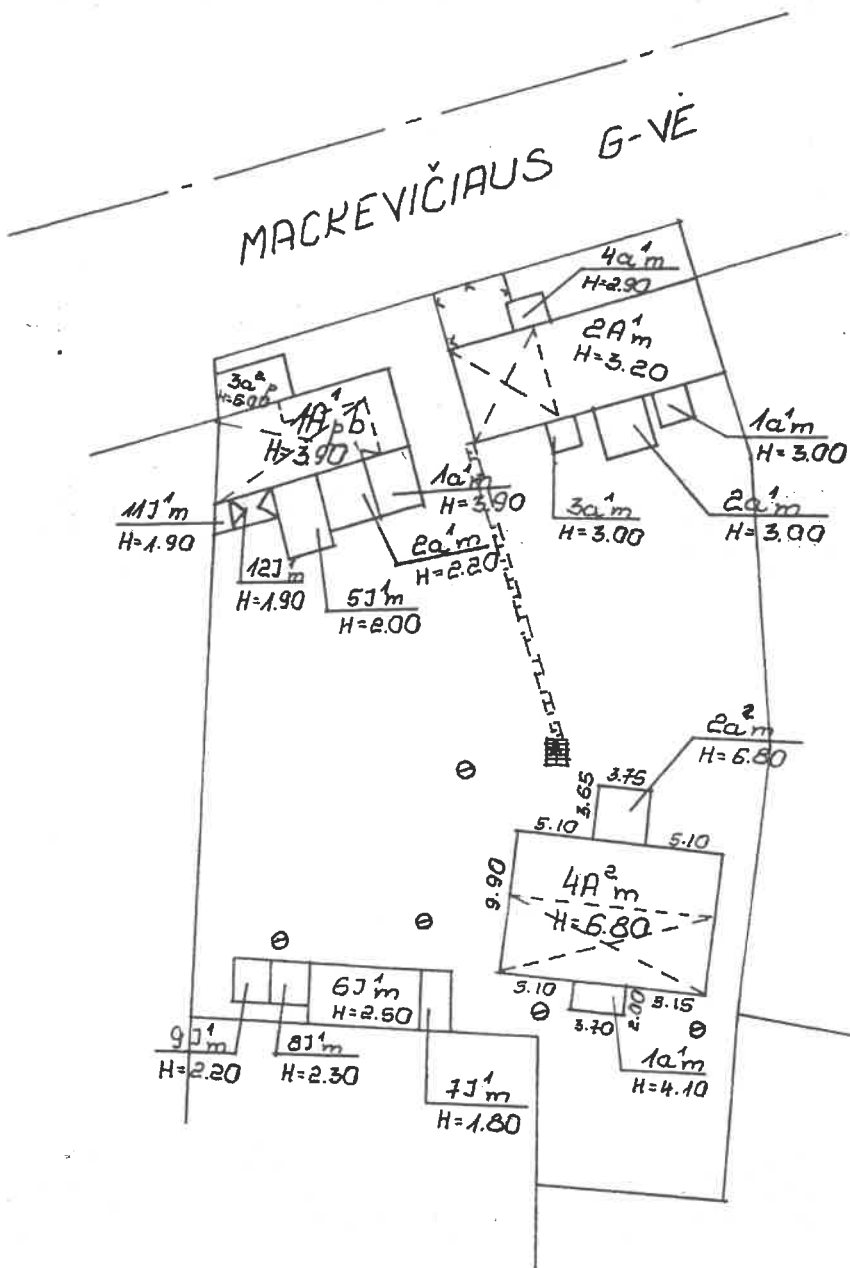 MACKEVIČIAUS G-VĖ
4a¹m
H=2.90
2A¹m
H=3.20
3a²p
H=6.00
1A¹pb
H=3.90
1a¹m
H=3.00
1a¹m
H=3.90
2a¹m
H=3.00
3a¹m
H=3.00
11J¹m
H=1.90
2a¹m
H=2.20
12J¹m
H=1.90
5J¹m
H=2.00
2a²m
H=6.80
3.75
3.65
5.10
5.10
9.90
4A²m
H=6.80
5.10
3.15
3.70
2.00
6J¹m
H=2.50
9J¹m
H=2.20
8J¹m
H=2.30
1a¹m
H=4.10
7J¹m
H=1.80